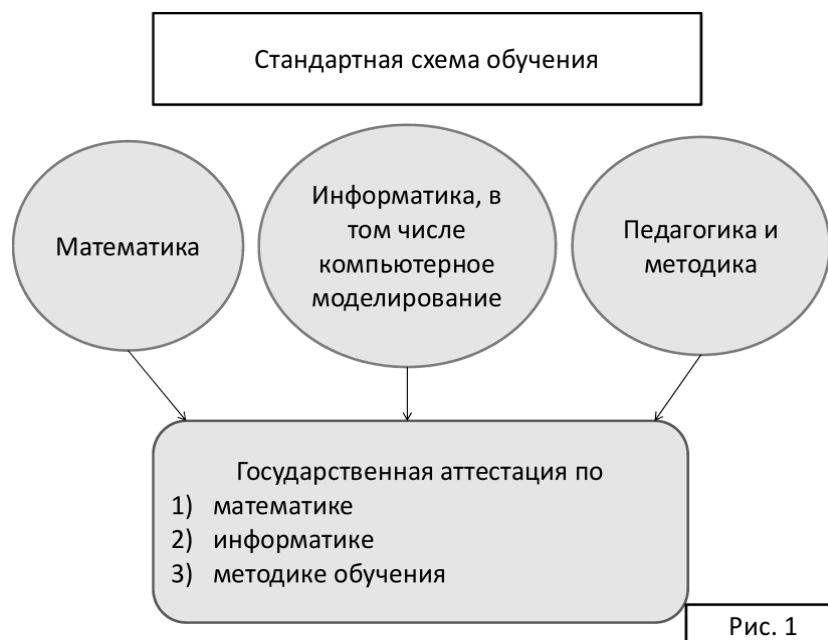 Стандартная схема обучения
Математика
Информатика, в
том числе
компьютерное
моделирование
Педагогика и
методика
Государственная аттестация по
1) математике
2) информатике
3) методике обучения
Рис. 1